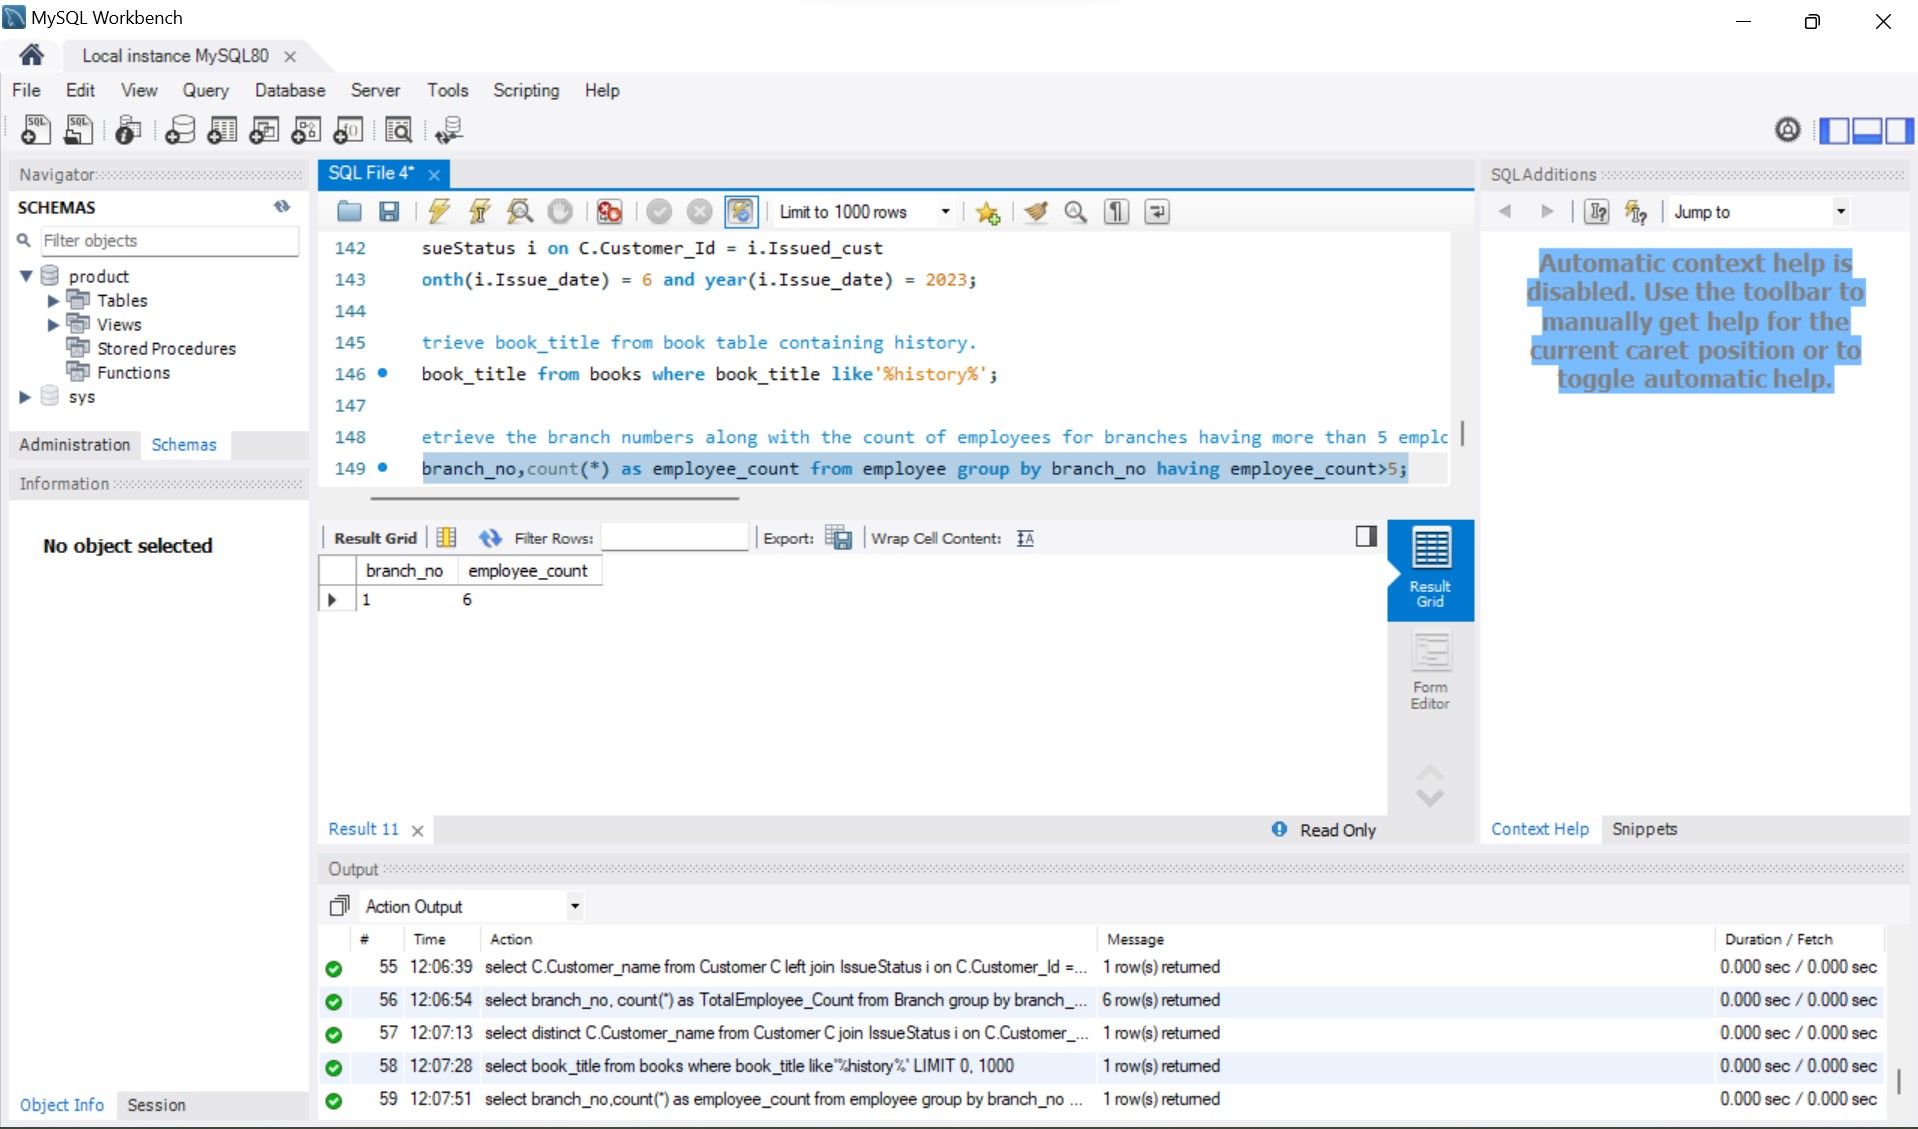 MySQL Workbench
Local instance MySQL80
File Edit View Query Database Server Tools Scripting Help
Navigator
SCHEMAS
Filter objects
product
Tables
Views
Stored Procedures
Functions
sys
Administration Schemas
Information
No object selected
Object Info Session
SQL File 4*
Limit to 1000 rows
142 sueStatus i on C.Customer_Id = i.Issued_cust
143 onth(i.Issue_date) = 6 and year(i.Issue_date) = 2023;
144
145 trieve book_title from book table containing history.
146 book_title from books where book_title like'%history%';
147
148 etrieve the branch numbers along with the count of employees for branches having more than 5 emplc
149 branch_no,count(*) as employee_count from employee group by branch_no having employee_count>5;
Result Grid Filter Rows: Export: Wrap Cell Content:
branch_no employee_count
1 6
Result Grid
Form Editor
Result 11
Read Only
SQLAdditions
Jump to
Automatic context help is
disabled. Use the toolbar to
manually get help for the
current caret position or to
toggle automatic help.
Context Help Snippets
Output
Action Output
# Time Action Message Duration / Fetch
55 12:06:39 select C.Customer_name from Customer C left join IssueStatus i on C.Customer_Id =... 1 row(s) returned 0.000 sec / 0.000 sec
56 12:06:54 select branch_no, count(*) as TotalEmployee_Count from Branch group by branch_... 6 row(s) returned 0.000 sec / 0.000 sec
57 12:07:13 select distinct C.Customer_name from Customer C join IssueStatus i on C.Customer_... 1 row(s) returned 0.000 sec / 0.000 sec
58 12:07:28 select book_title from books where book_title like'%history%' LIMIT 0, 1000 1 row(s) returned 0.000 sec / 0.000 sec
59 12:07:51 select branch_no,count(*) as employee_count from employee group by branch_no ... 1 row(s) returned 0.000 sec / 0.000 sec